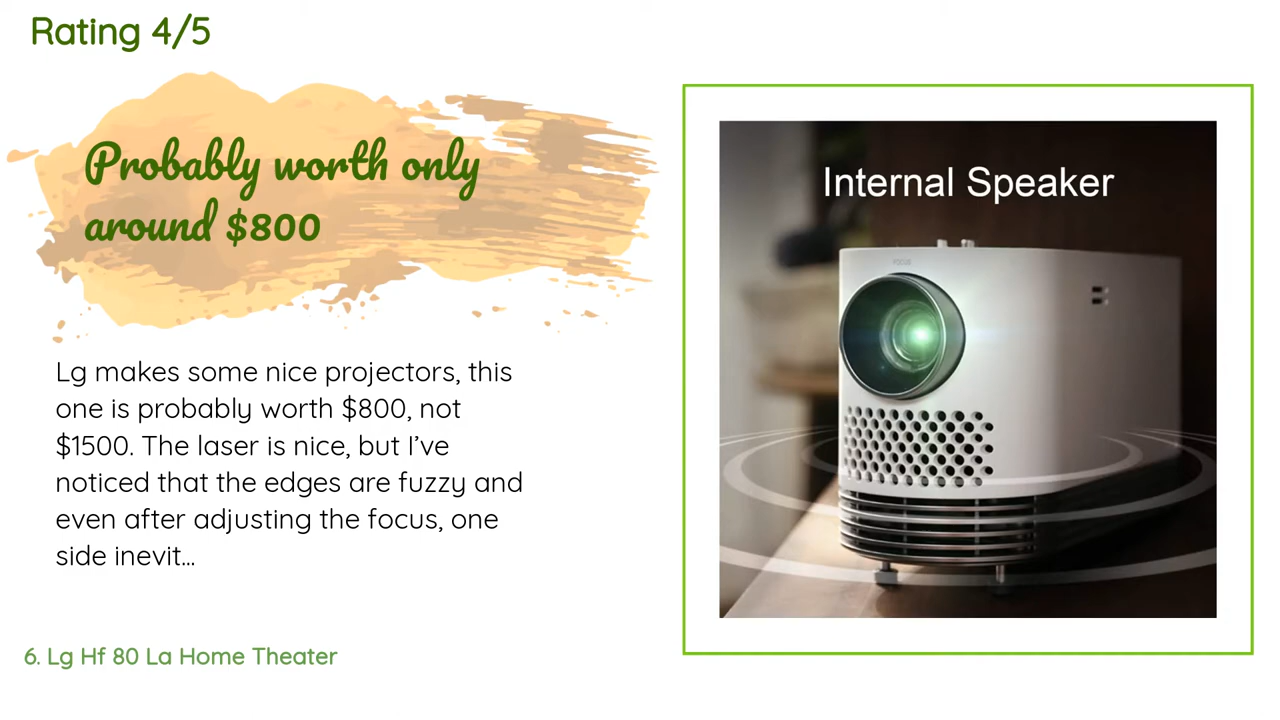 Rating 4/5
Probably worth only
around $800
Lg makes some nice projectors, this
one is probably worth $800, not
$1500. The laser is nice, but I've
noticed that the edges are fuzzy and
even after adjusting the focus, one
side inevit...
Internal Speaker
FOCUS
6. Lg Hf 80 La Home Theater